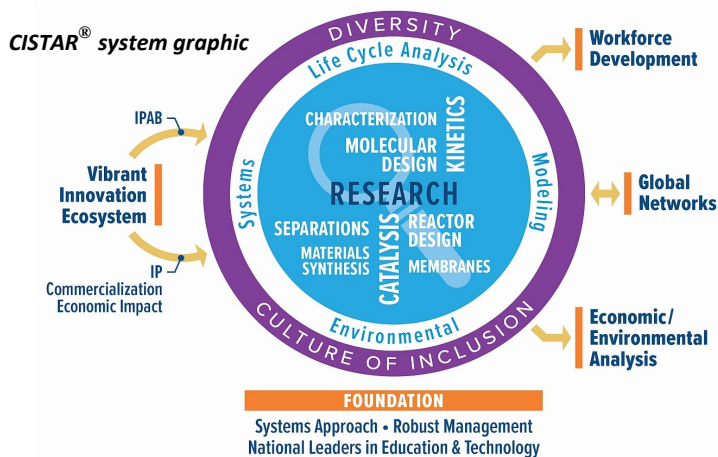 CISTAR® system graphic
DIVERSITY
Life Cycle Analysis
CHARACTERIZATION
KINETICS
MOLECULAR
DESIGN
RESEARCH
SEPARATIONS
CATALYSIS
REACTOR
DESIGN
MATERIALS
SYNTHESIS
MEMBRANES
Systems
Modeling
Environmental
CULTURE OF INCLUSION
IPAB
Vibrant
Innovation
Ecosystem
IP
Commercialization
Economic Impact
Workforce
Development
Global
Networks
Economic/
Environmental
Analysis
FOUNDATION
Systems Approach • Robust Management
National Leaders in Education & Technology